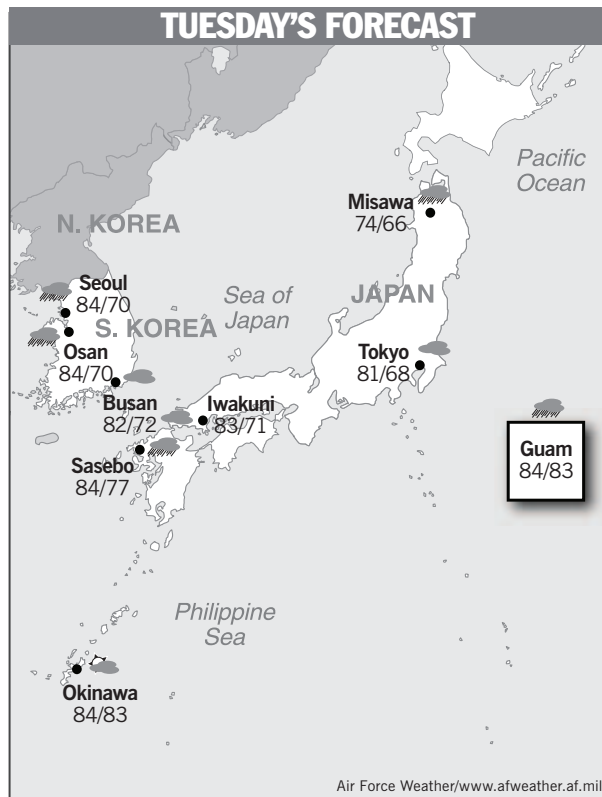 TUESDAY'S FORECAST
Pacific
Ocean
Misawa
74/66
N. KOREA
Seoul
84/70
Sea of
Japan
JAPAN
S. KOREA
Osan
84/70
Tokyo
81/68
Busan
82/72
Iwakuni
83/71
Guam
84/83
Sasebo
84/77
Philippine
Sea
Okinawa
84/83
Air Force Weather/www.afweather.af.mil